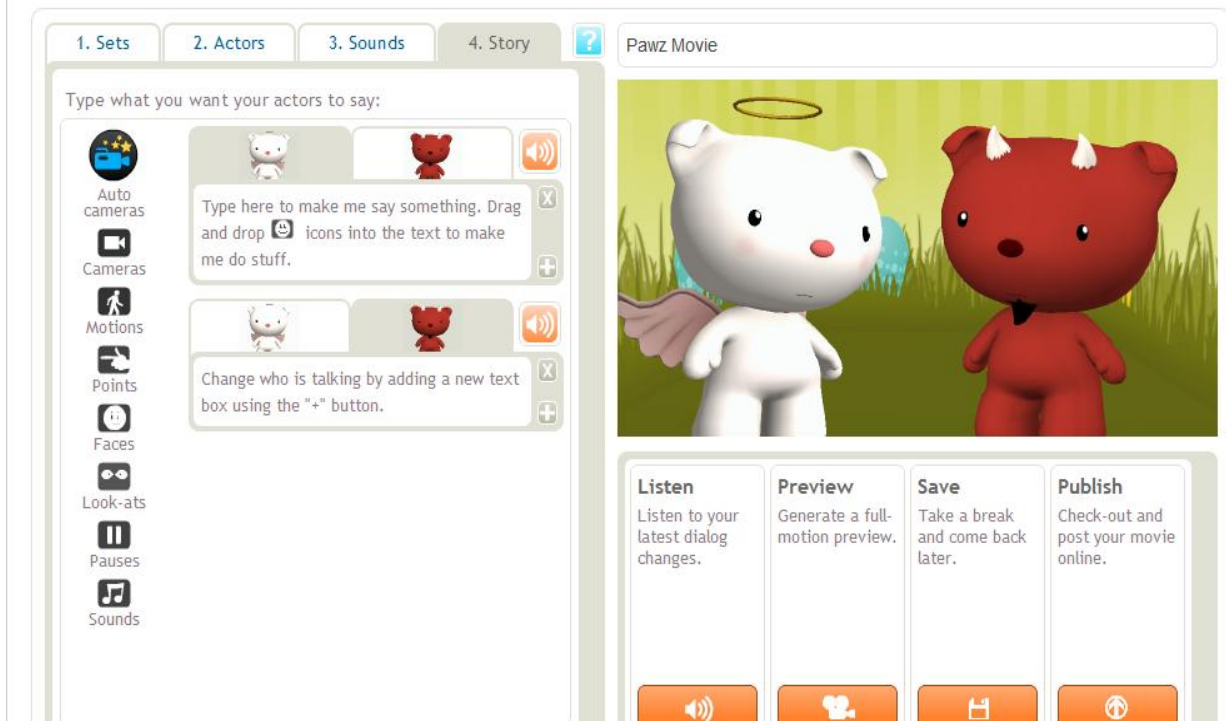 1. Sets
2. Actors
3. Sounds
4. Story
?
Pawz Movie
Type what you want your actors to say:
Auto
cameras
Cameras
Motions
Points
Faces
Look-ats
Pauses
Sounds
Type here to make me say something. Drag
and drop icons into the text to make
me do stuff.
X
+
Change who is talking by adding a new text
box using the "+" button.
X
+
Listen
Listen to your
latest dialog
changes.
Preview
Generate a full-
motion preview.
Save
Take a break
and come back
later.
Publish
Check-out and
post your movie
online.